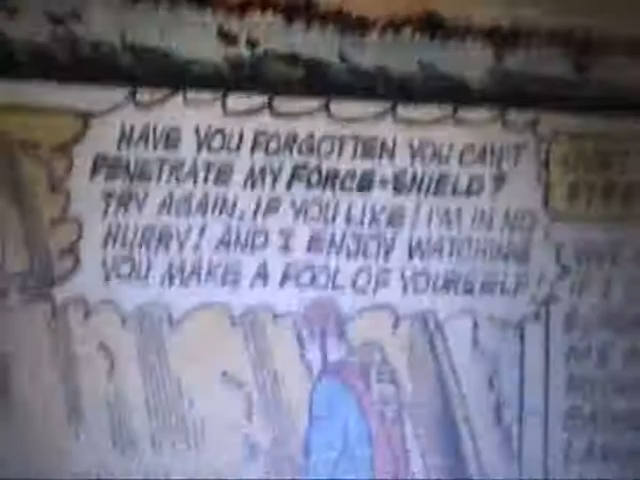 HAVE YOU FORGOTTEN YOU CAN'T
PENETRATE MY FORCE-SHIELD?
TRY AGAIN, IF YOU LIKE! I'M IN NO
HURRY! AND I ENJOY WATCHING
YOU MAKE A FOOL OF YOURSELF!